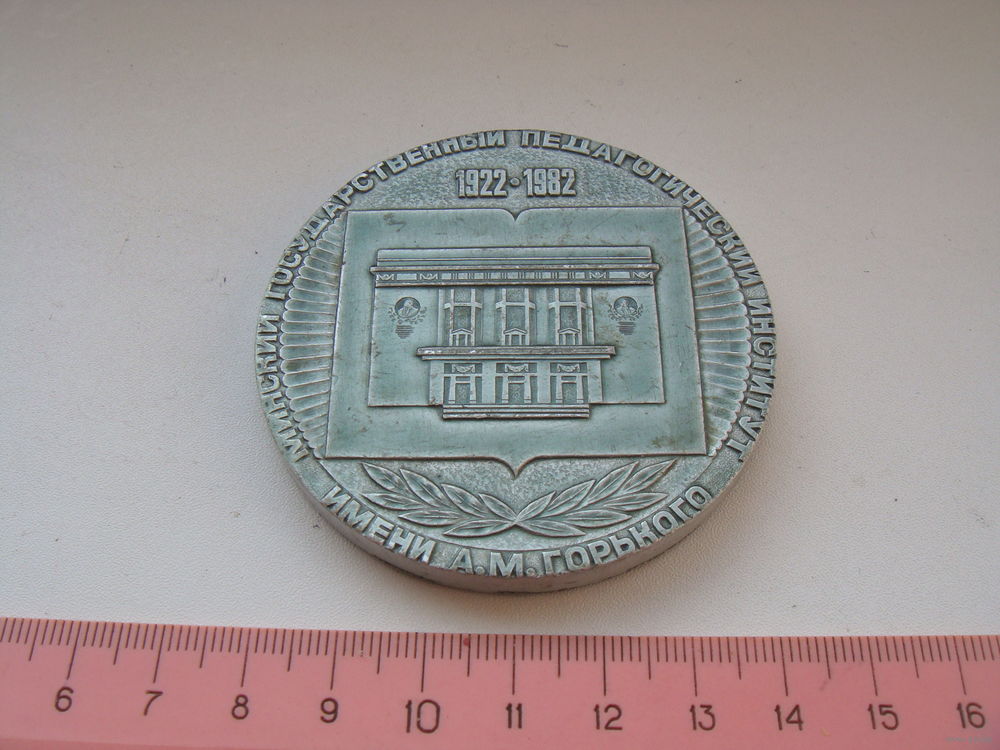 МИНСКИЙ ГОСУДАРСТВЕННЫЙ ПЕДАГОГИЧЕСКИЙ ИНСТИТУТ
1922·1982
ИМЕНИ А.М.ГОРЬКОГО
6 7 8 9 10 11 12 13 14 15 16